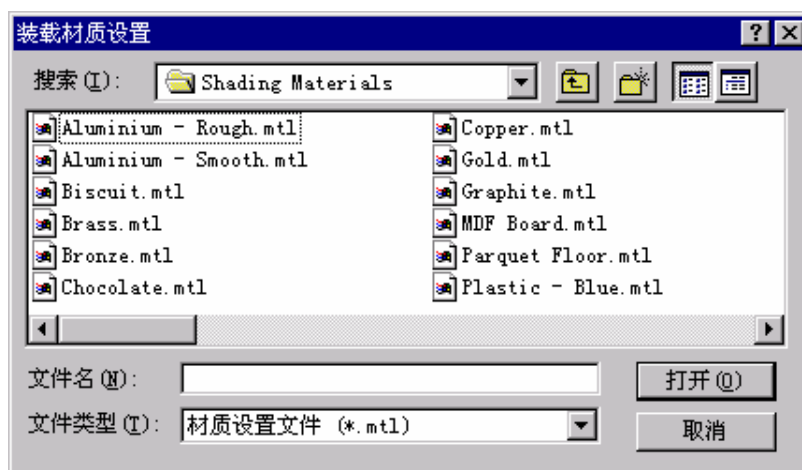 装载材质设置
搜索(I): Shading Materials
Aluminium - Rough.mtl
Aluminium - Smooth.mtl
Biscuit.mtl
Brass.mtl
Bronze.mtl
Chocolate.mtl
Copper.mtl
Gold.mtl
Graphite.mtl
MDF Board.mtl
Parquet Floor.mtl
Plastic - Blue.mtl
文件名(N):
打开(O)
文件类型(T): 材质设置文件 (*.mtl)
取消